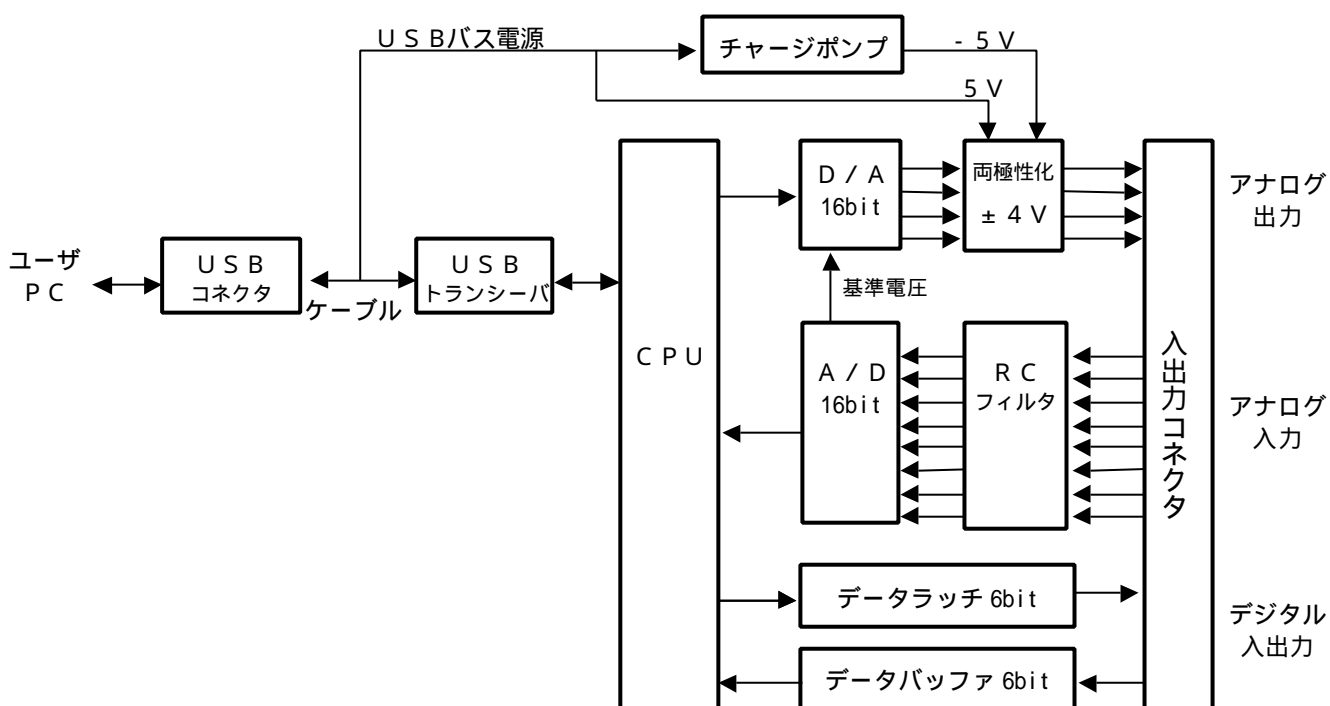 ＵＳＢバス電源
チャージポンプ
- ５Ｖ
５Ｖ
Ｄ／Ａ
16bit
両極性化
±４Ｖ
アナログ
出力
ユーザ
ＰＣ
ＵＳＢ
コネクタ
ケーブル
ＵＳＢ
トランシーバ
基準電圧
ＣＰＵ
Ａ／Ｄ
16bit
ＲＣ
フィルタ
入出力コネクタ
アナログ
入力
データラッチ 6bit
デジタル
入出力
データバッファ 6bit